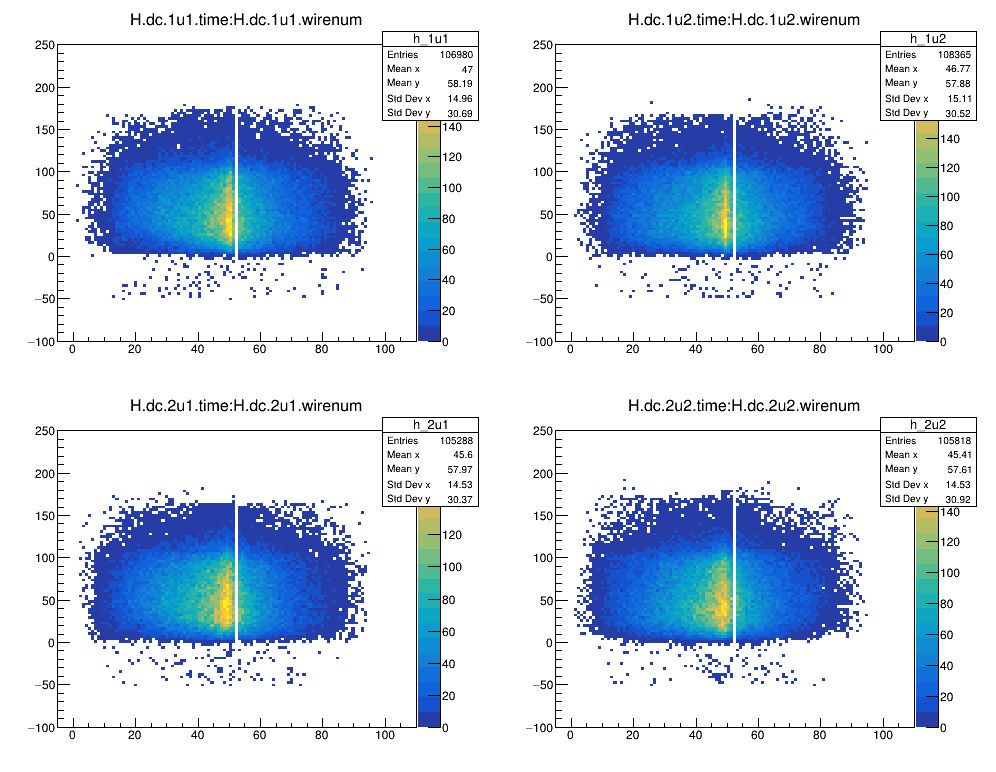 H.dc.1u1.time:H.dc.1u1.wirenum
h_1u1
Entries 106980
Mean x 47
Mean y 58.19
Std Dev x 14.96
Std Dev y 30.69
250
200
150
100
50
0
−50
−100
0 20 40 60 80 100
140
120
100
80
60
40
20
0
H.dc.1u2.time:H.dc.1u2.wirenum
h_1u2
Entries 108365
Mean x 46.77
Mean y 57.88
Std Dev x 15.11
Std Dev y 30.52
250
200
150
100
50
0
−50
−100
0 20 40 60 80 100
140
120
100
80
60
40
20
0
H.dc.2u1.time:H.dc.2u1.wirenum
h_2u1
Entries 105288
Mean x 45.6
Mean y 57.97
Std Dev x 14.53
Std Dev y 30.37
250
200
150
100
50
0
−50
−100
0 20 40 60 80 100
120
100
80
60
40
20
0
H.dc.2u2.time:H.dc.2u2.wirenum
h_2u2
Entries 105818
Mean x 45.41
Mean y 57.61
Std Dev x 14.53
Std Dev y 30.92
250
200
150
100
50
0
−50
−100
0 20 40 60 80 100
140
120
100
80
60
40
20
0